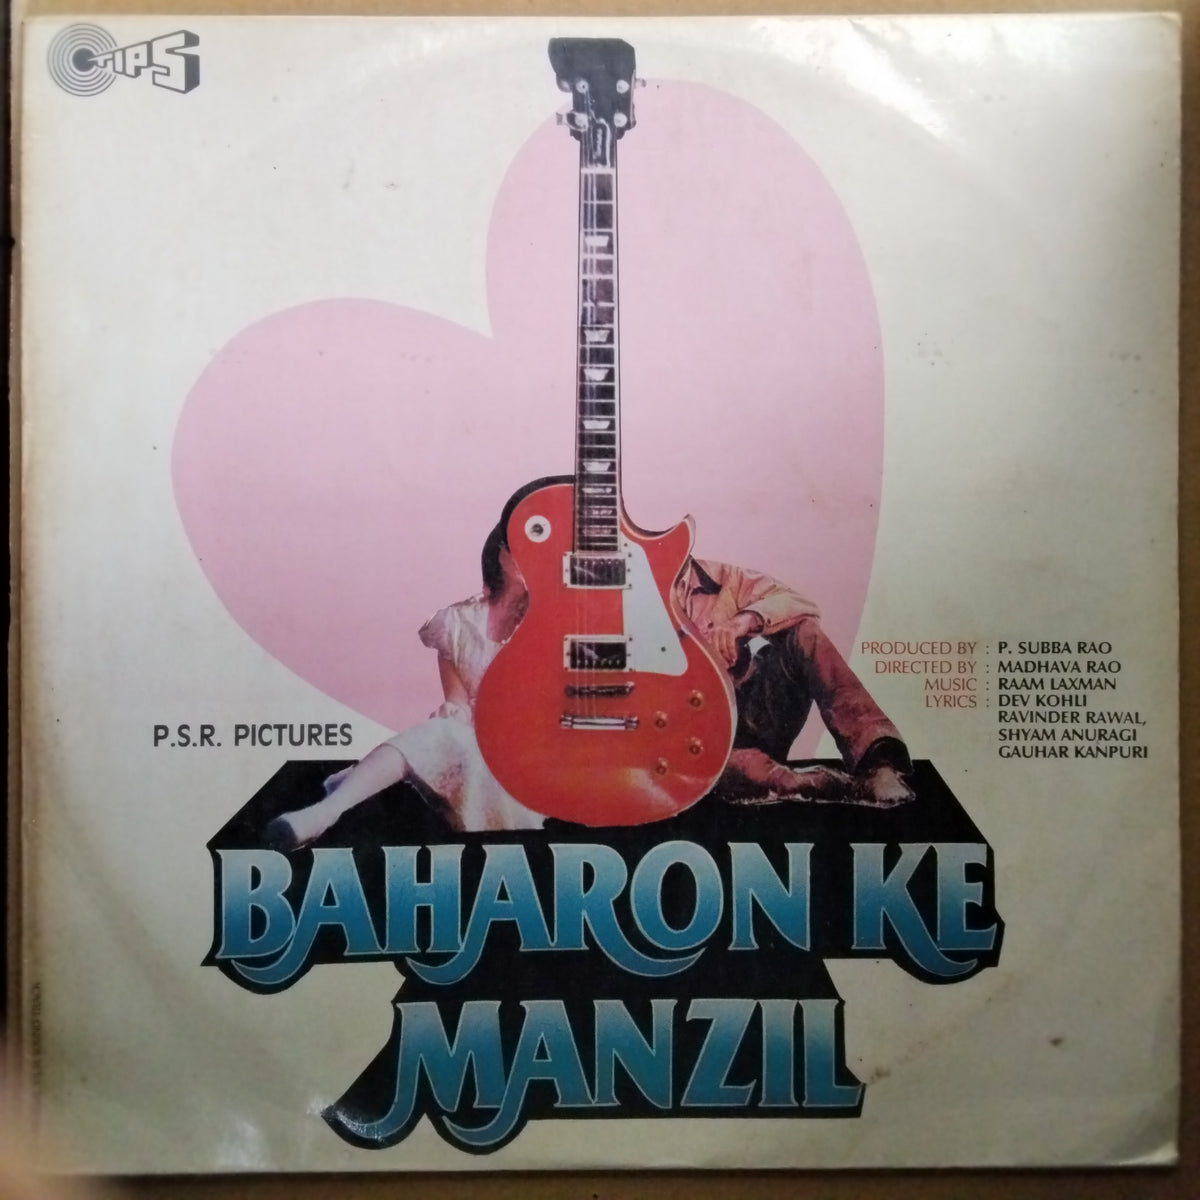 TIPS
PRODUCED BY : P. SUBBA RAO
DIRECTED BY : MADHAVA RAO
MUSIC : RAAM LAXMAN
LYRICS : DEV KOHLI
RAVINDER RAWAL,
SHYAM ANURAGI
GAUHAR KANPURI
P.S.R. PICTURES
BAHARON KE
MANZIL